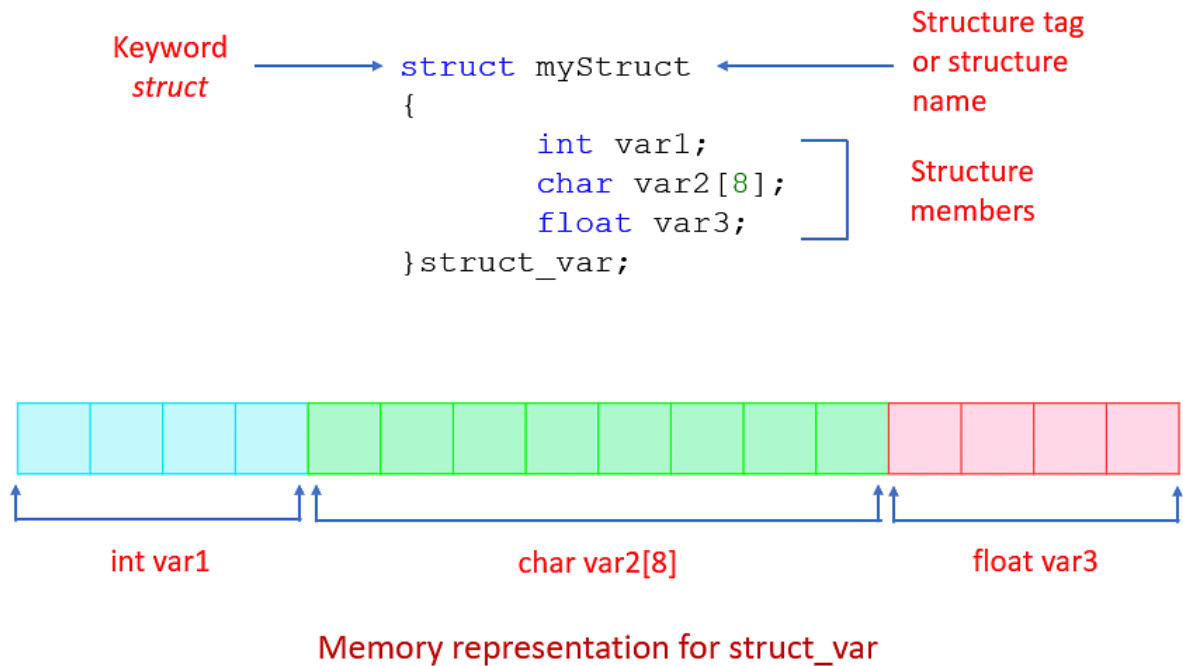 Keyword
struct
struct myStruct
Structure tag
or structure
name
{
int var1;
char var2[8];
float var3;
Structure
members
}struct_var;
int var1
char var2[8]
float var3
Memory representation for struct_var